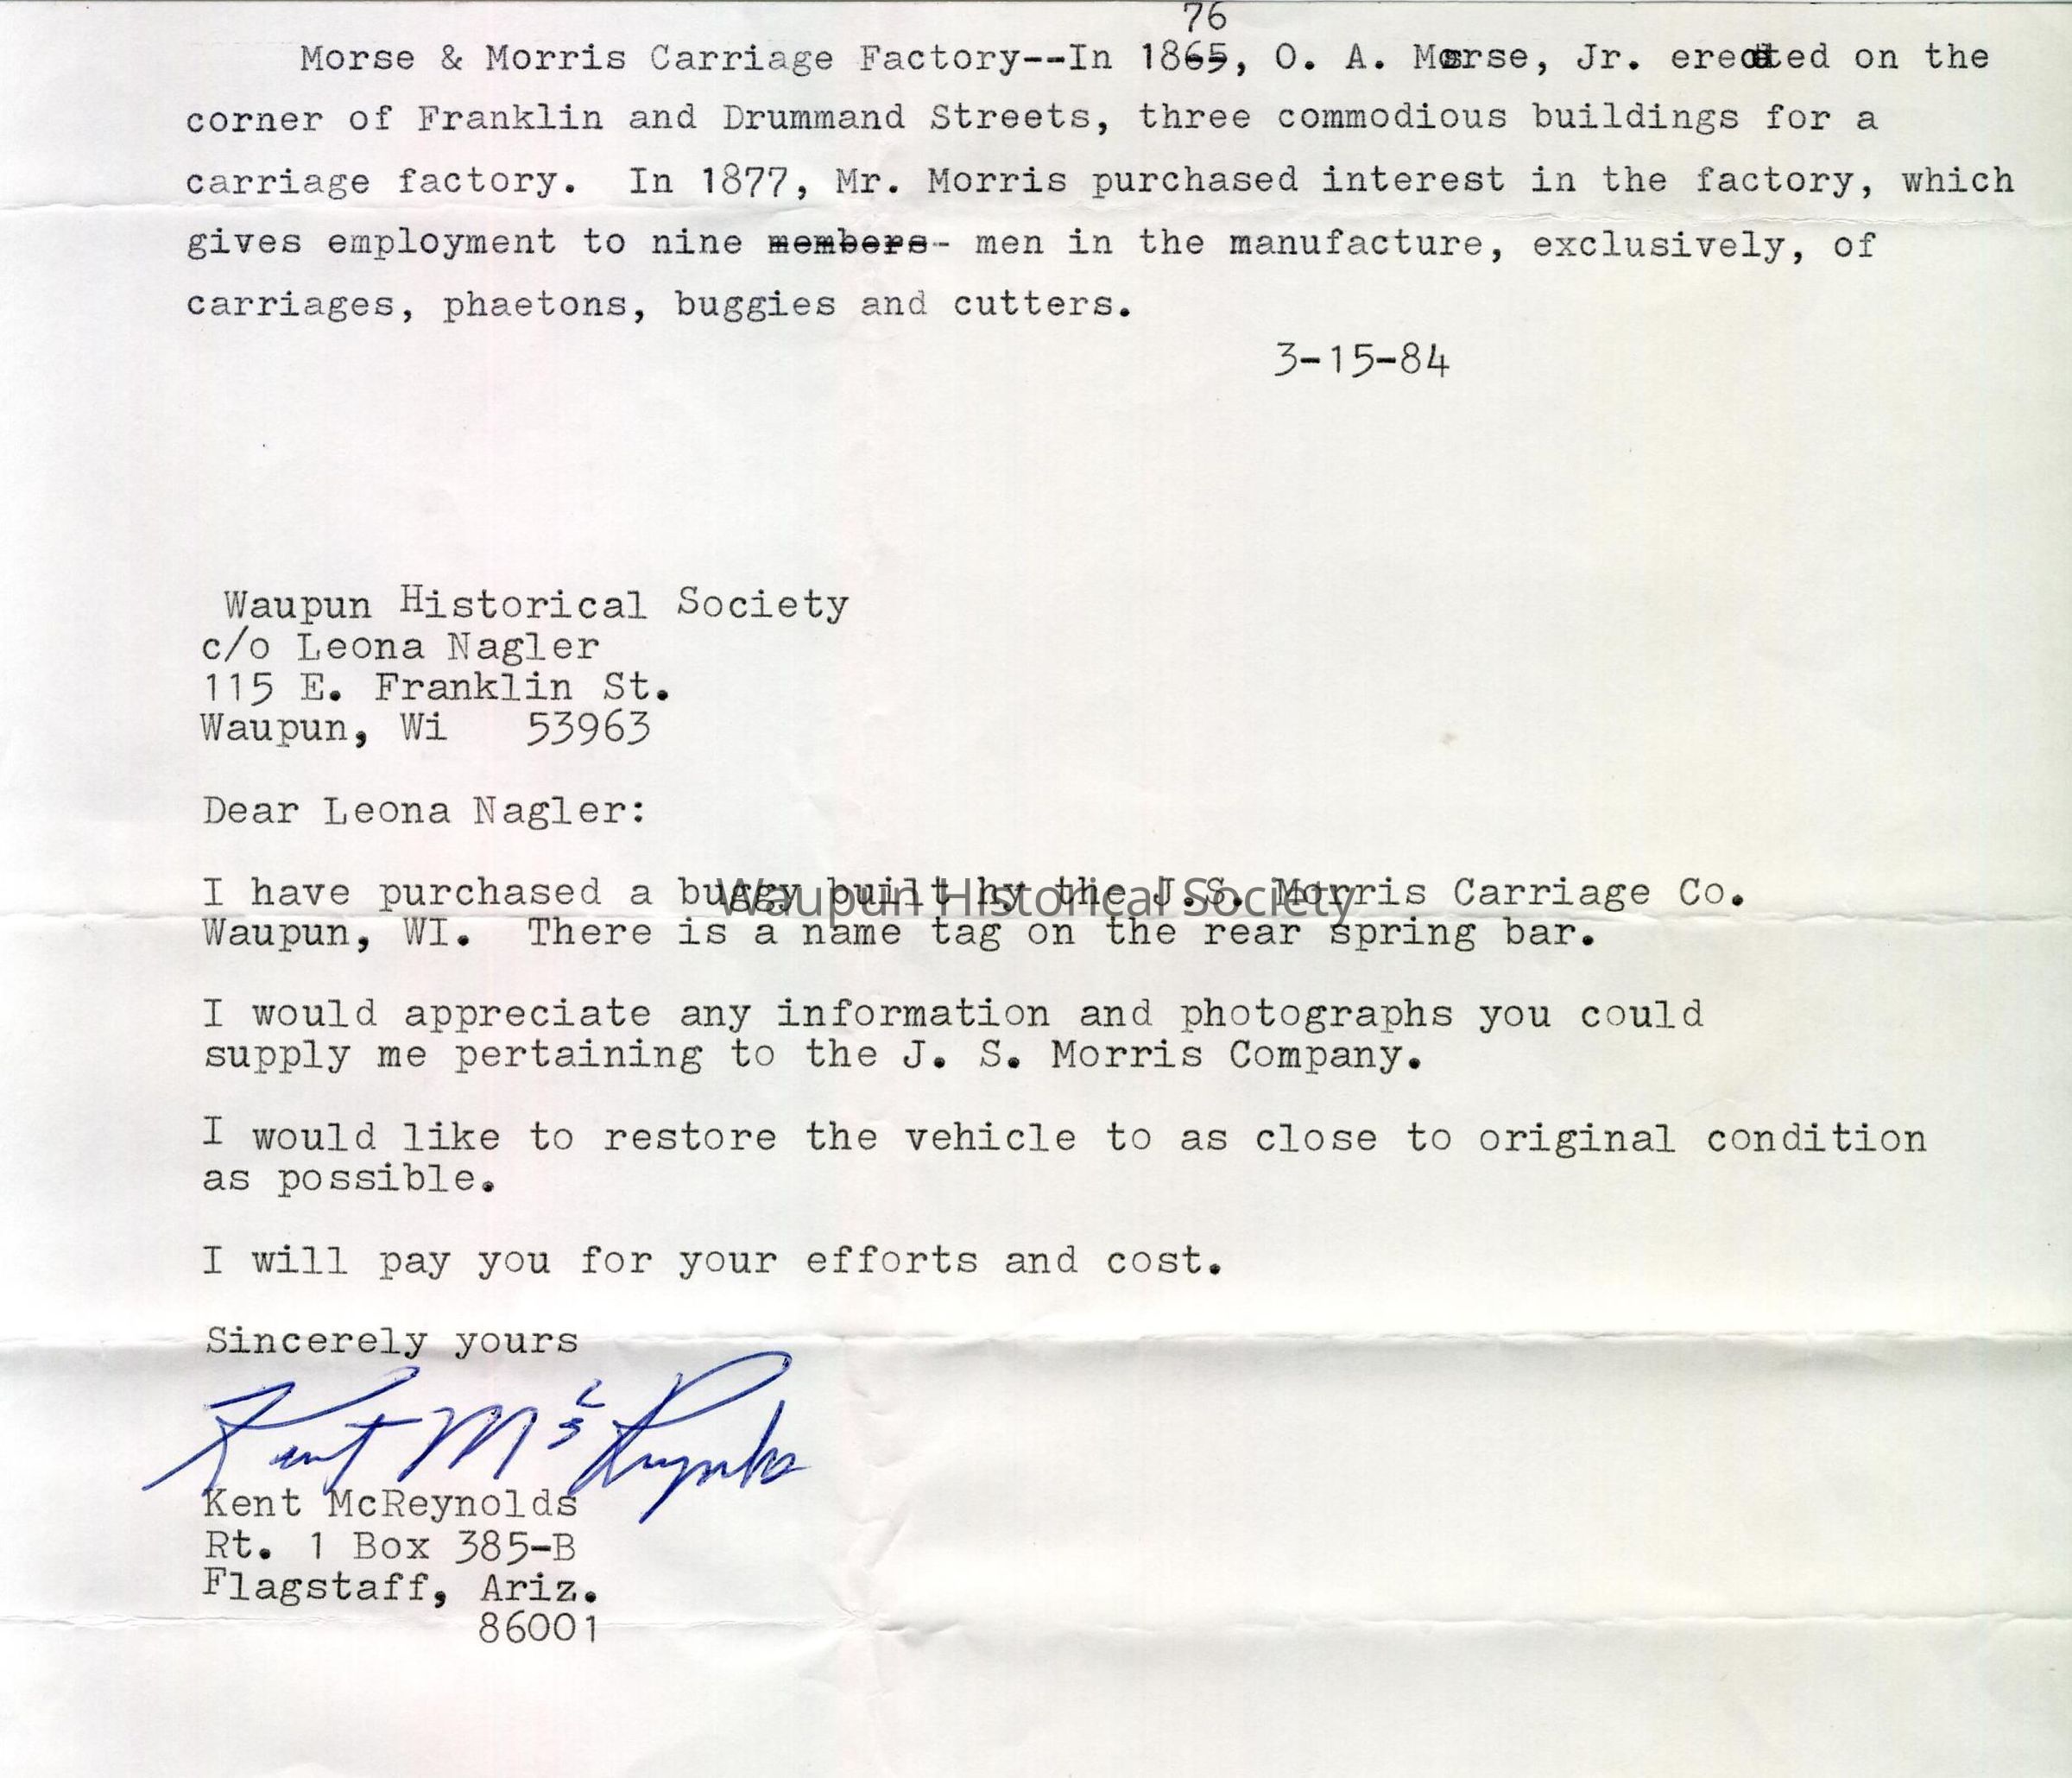 76
Morse & Morris Carriage Factory--In 1865, O. A. Morse, Jr. erected on the
corner of Franklin and Drummand Streets, three commodious buildings for a
carriage factory. In 1877, Mr. Morris purchased interest in the factory, which
gives employment to nine members- men in the manufacture, exclusively, of
carriages, phaetons, buggies and cutters.
3-15-84
Waupun Historical Society
c/o Leona Nagler
115 E. Franklin St.
Waupun, Wi 53963
Dear Leona Nagler:
I have purchased a buggy built by the J.S. Morris Carriage Co.
Waupun Historical Society
Waupun, WI. There is a name tag on the rear spring bar.
I would appreciate any information and photographs you could
supply me pertaining to the J. S. Morris Company.
I would like to restore the vehicle to as close to original condition
as possible.
I will pay you for your efforts and cost.
Sincerely yours
Kent McReynolds
Kent McReynolds
Rt. 1 Box 385-B
Flagstaff, Ariz.
86001